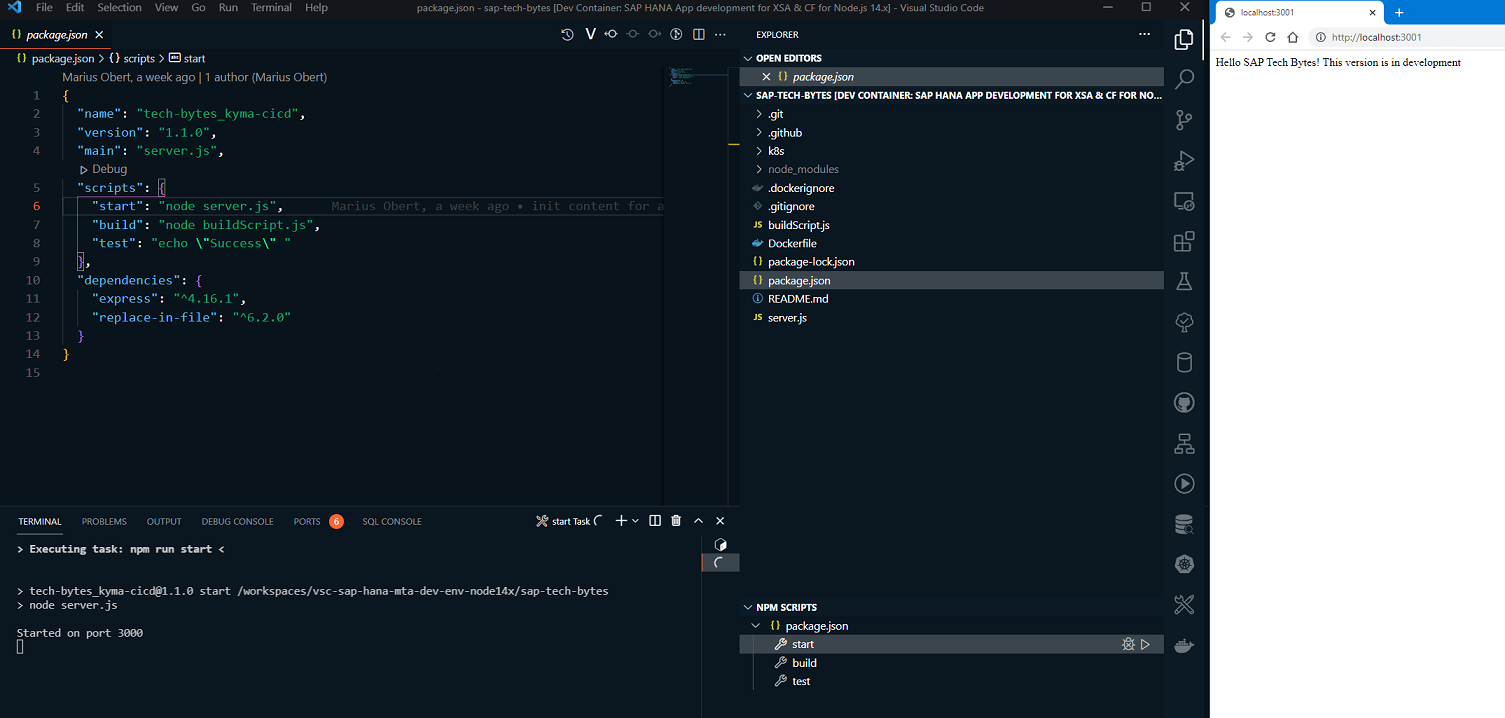 File Edit Selection View Go Run Terminal Help
package.json - sap-tech-bytes [Dev Container: SAP HANA App development for XSA & CF for Node.js 14.x] - Visual Studio Code
{} package.json ×
{} package.json > {} scripts > start
Marius Obert, a week ago | 1 author (Marius Obert)
1 {
2 "name": "tech-bytes_kyma-cicd",
3 "version": "1.1.0",
4 "main": "server.js",
Debug
5 "scripts": {
6 "start": "node server.js", Marius Obert, a week ago • init content for a
7 "build": "node buildScript.js",
8 "test": "echo \"Success\" "
9 },
10 "dependencies": {
11 "express": "^4.16.1",
12 "replace-in-file": "^6.2.0"
13 }
14 }
15
TERMINAL PROBLEMS OUTPUT DEBUG CONSOLE PORTS 6 SQL CONSOLE
start Task
> Executing task: npm run start <
> tech-bytes_kyma-cicd@1.1.0 start /workspaces/vsc-sap-hana-mta-dev-env-node14x/sap-tech-bytes
> node server.js
Started on port 3000
EXPLORER
OPEN EDITORS
× {} package.json
SAP-TECH-BYTES [DEV CONTAINER: SAP HANA APP DEVELOPMENT FOR XSA & CF FOR NO...
> .git
> .github
> k8s
> node_modules
.dockerignore
.gitignore
JS buildScript.js
Dockerfile
{} package-lock.json
{} package.json
README.md
JS server.js
NPM SCRIPTS
{} package.json
start
build
test
localhost:3001
http://localhost:3001
Hello SAP Tech Bytes! This version is in development